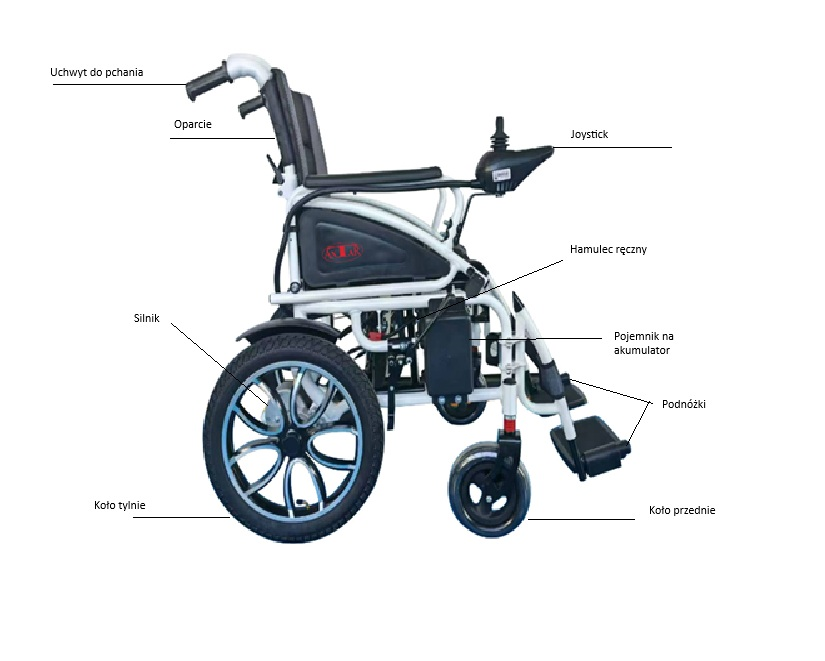 Uchwyt do pchania
Oparcie
Joystick
Hamulec ręczny
Silnik
Pojemnik na
akumulator
Podnóżki
Koło tylnie
Koło przednie